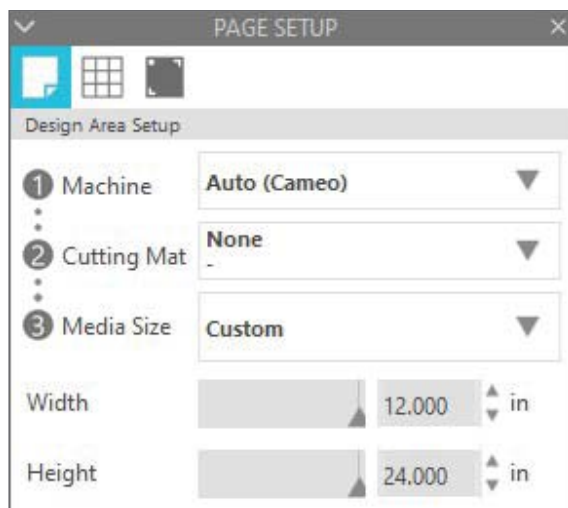 PAGE SETUP
Design Area Setup
1 Machine Auto (Cameo)
2 Cutting Mat None
-
3 Media Size Custom
Width 12.000 in
Height 24.000 in